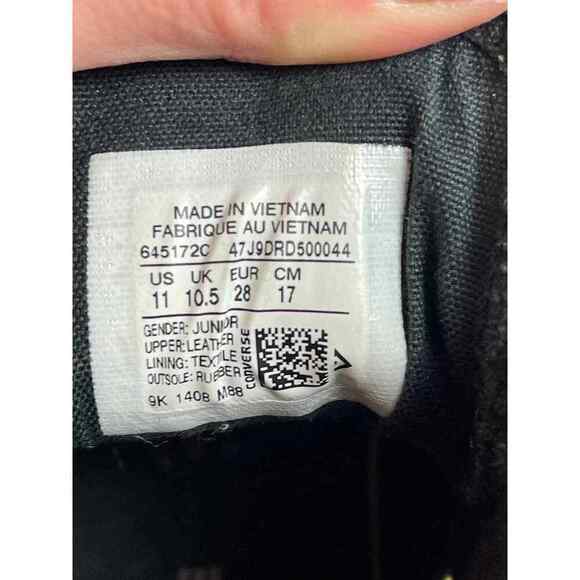 MADE IN VIETNAM
FABRIQUE AU VIETNAM
645172C 47J9DRD500044
US UK EUR CM
11 10.5 28 17
GENDER: JUNIOR
UPPER: LEATHER
LINING: TEXTILE
OUTSOLE: RUBBER
CONVERSE
9K 1408 M88